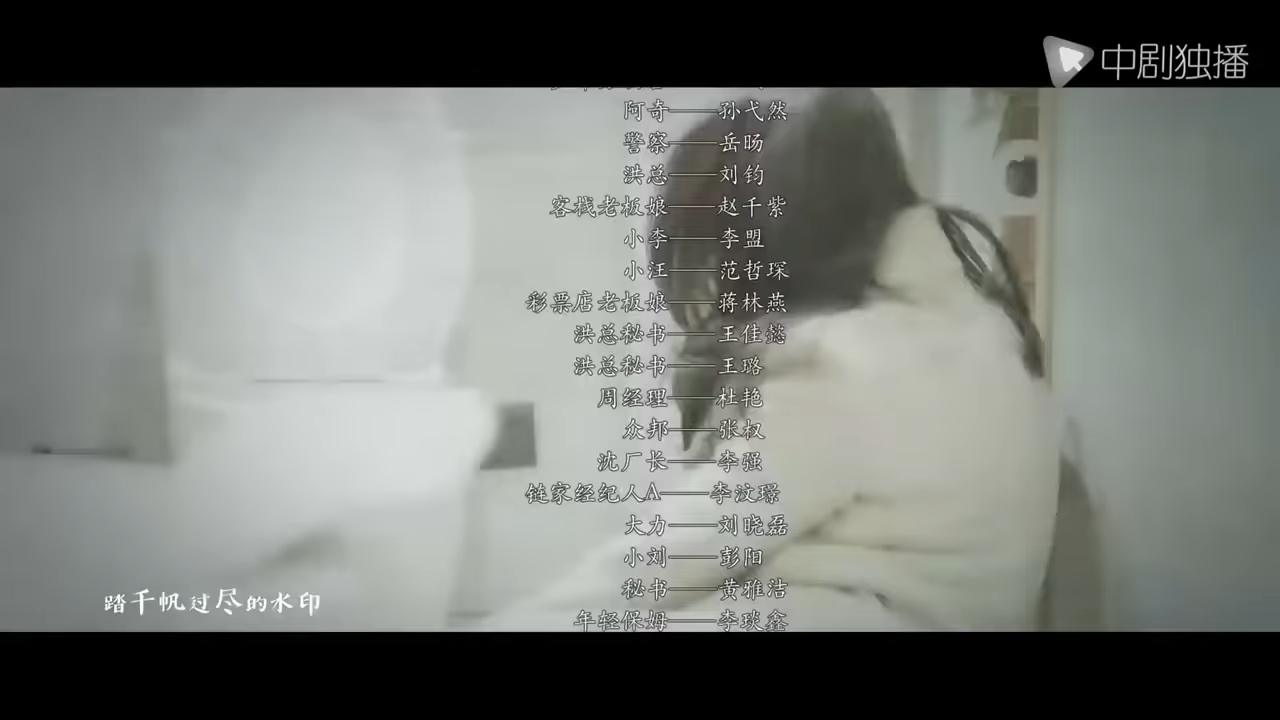 中剧独播
阿奇——孙弋然
警察——岳旸
洪总——刘钧
客栈老板娘——赵千紫
小李——李盟
小汪——范哲琛
彩票店老板娘——蒋林燕
洪总秘书——王佳懿
洪总秘书——王璐
周经理——杜艳
众邦——张权
沈厂长——李强
链家经纪人A——李汶璟
大力——刘晓磊
小刘——彭阳
秘书——黄雅洁
年轻保姆——李琰鑫
踏千帆过尽的水印